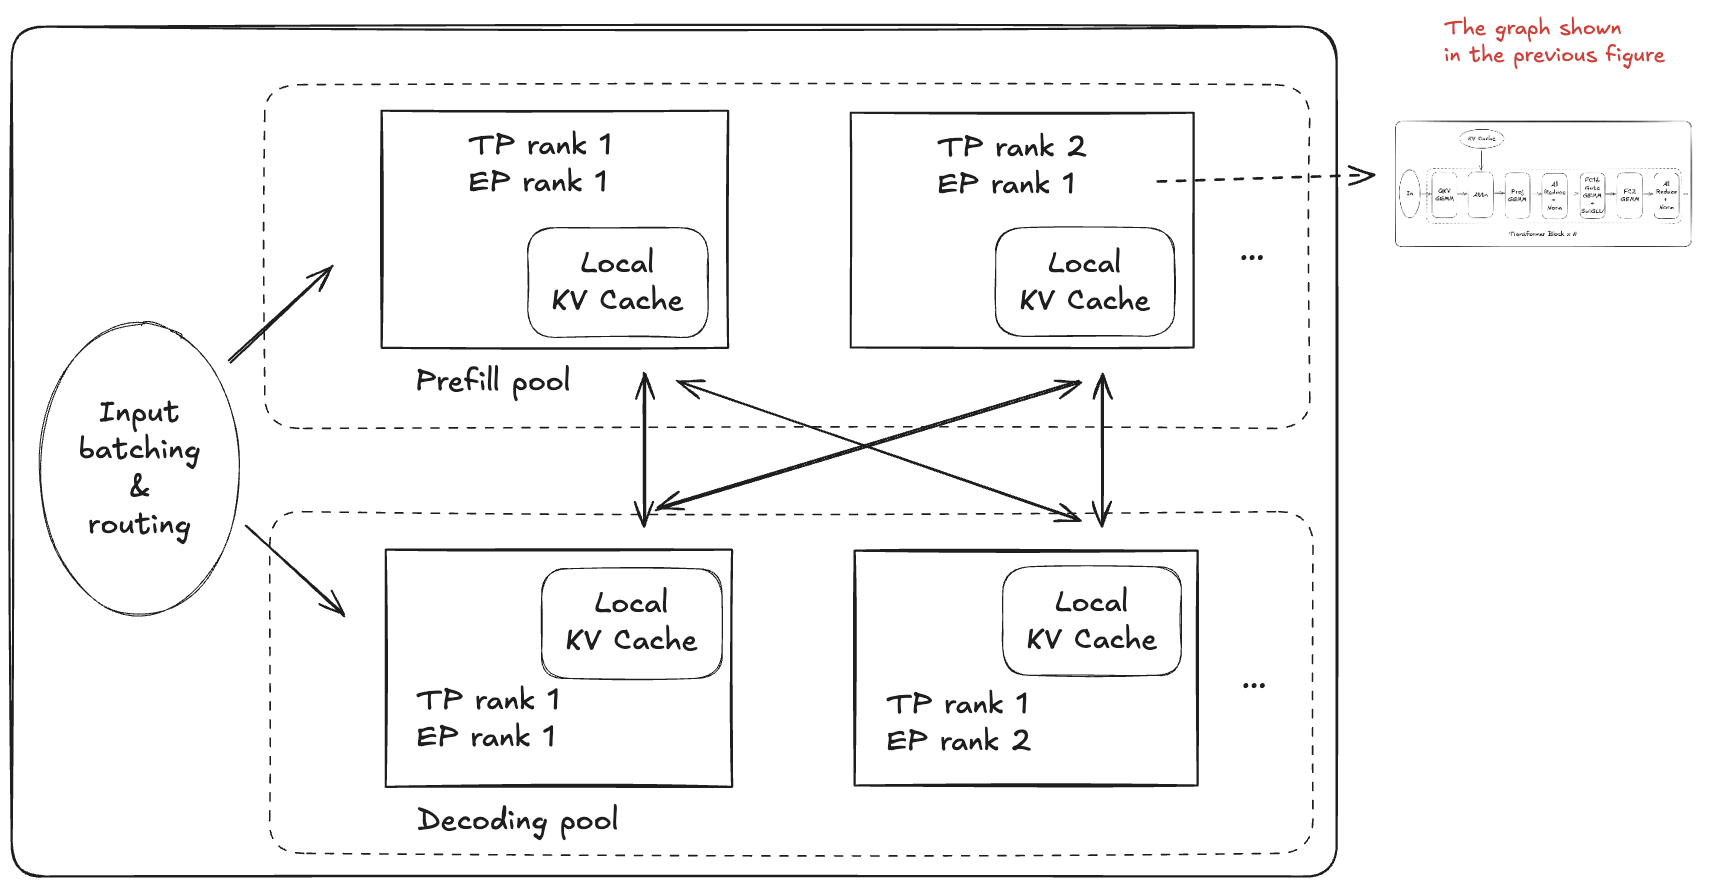 The graph shown
in the previous figure
TP rank 1
EP rank 1
Local
KV Cache
TP rank 2
EP rank 1
Local
KV Cache
...
Prefill pool
Input
batching
&
routing
Local
KV Cache
TP rank 1
EP rank 1
Local
KV Cache
TP rank 1
EP rank 2
...
Decoding pool
KV Cache
In
QKV
GEMM
Attn
Proj
GEMM
All
Reduce
+
Norm
Gate
GEMM
+
SwiGLU
FC2
GEMM
All
Reduce
+
Norm
Transformer Block x